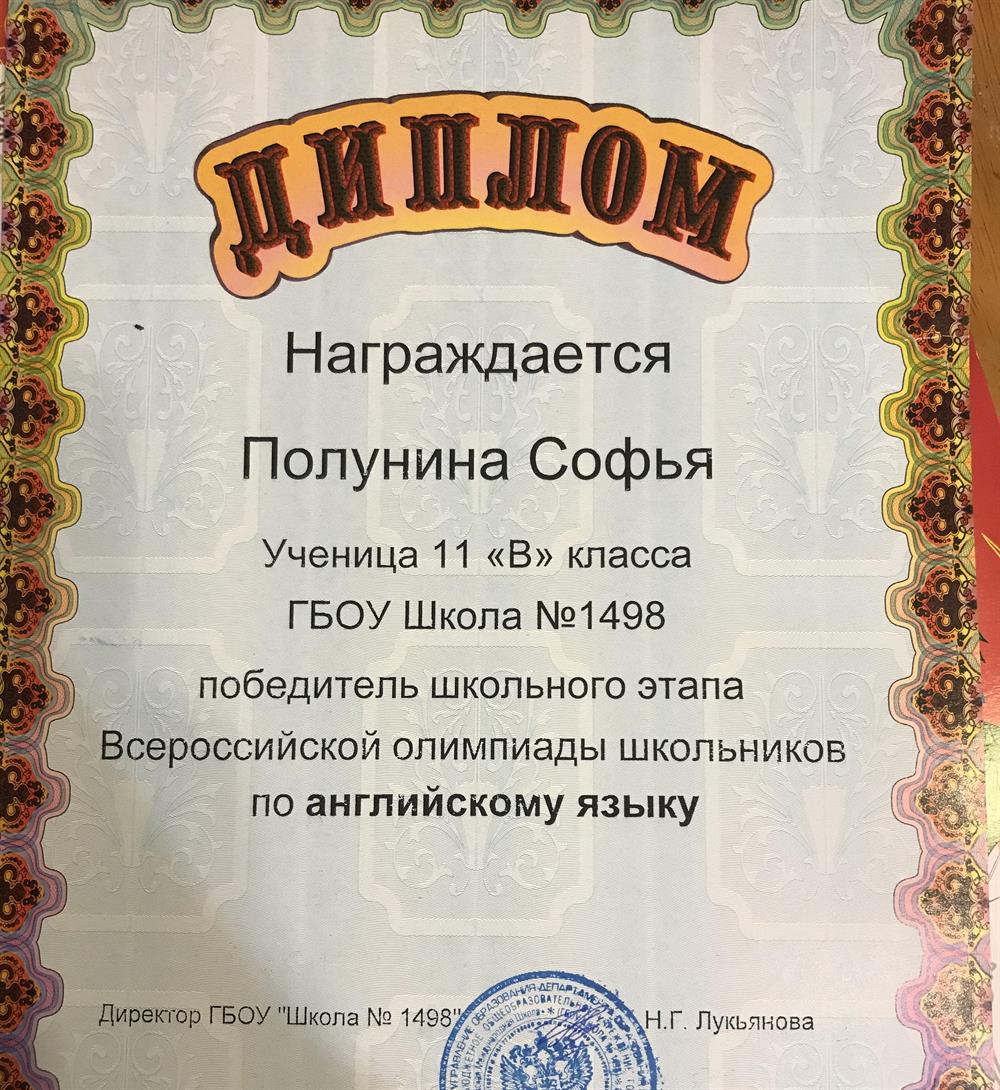 ДИПЛОМ
Награждается
Полунина Софья
Ученица 11 «В» класса
ГБОУ Школа №1498
победитель школьного этапа
Всероссийской олимпиады школьников
по английскому языку
Директор ГБОУ "Школа № 1498"
Н.Г. Лукьянова